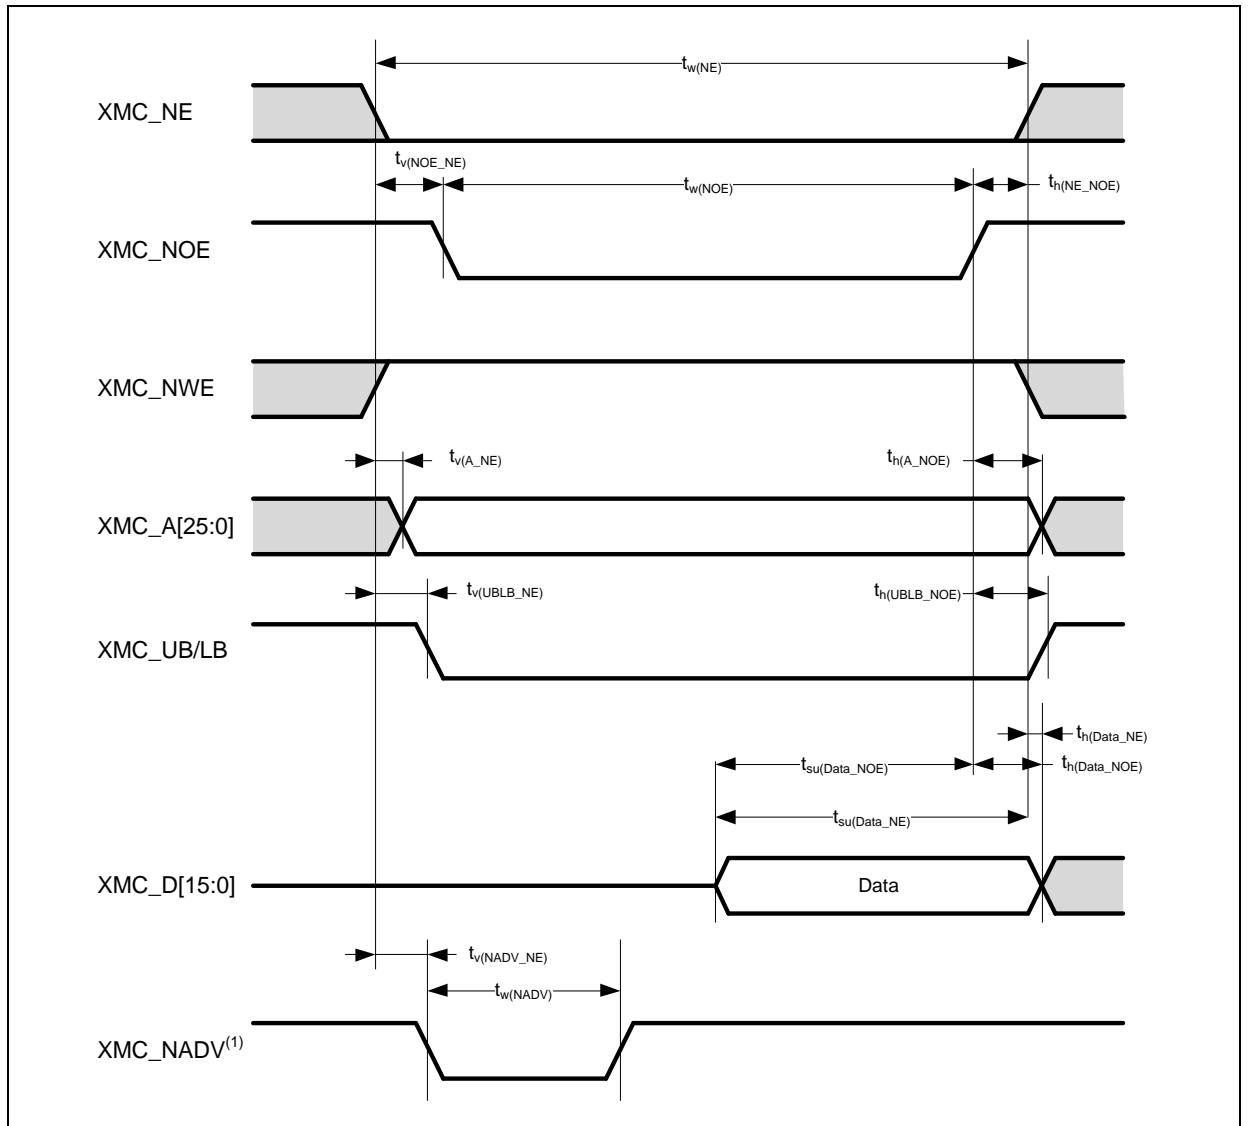 t_w(NE)
XMC_NE
t_v(NOE_NE)
t_w(NOE)
t_h(NE_NOE)
XMC_NOE
XMC_NWE
t_v(A_NE)
t_h(A_NOE)
XMC_A[25:0]
t_v(UBLB_NE)
t_h(UBLB_NOE)
XMC_UB/LB
t_h(Data_NE)
t_su(Data_NOE)
t_h(Data_NOE)
t_su(Data_NE)
XMC_D[15:0]
Data
t_v(NADV_NE)
t_w(NADV)
XMC_NADV(1)